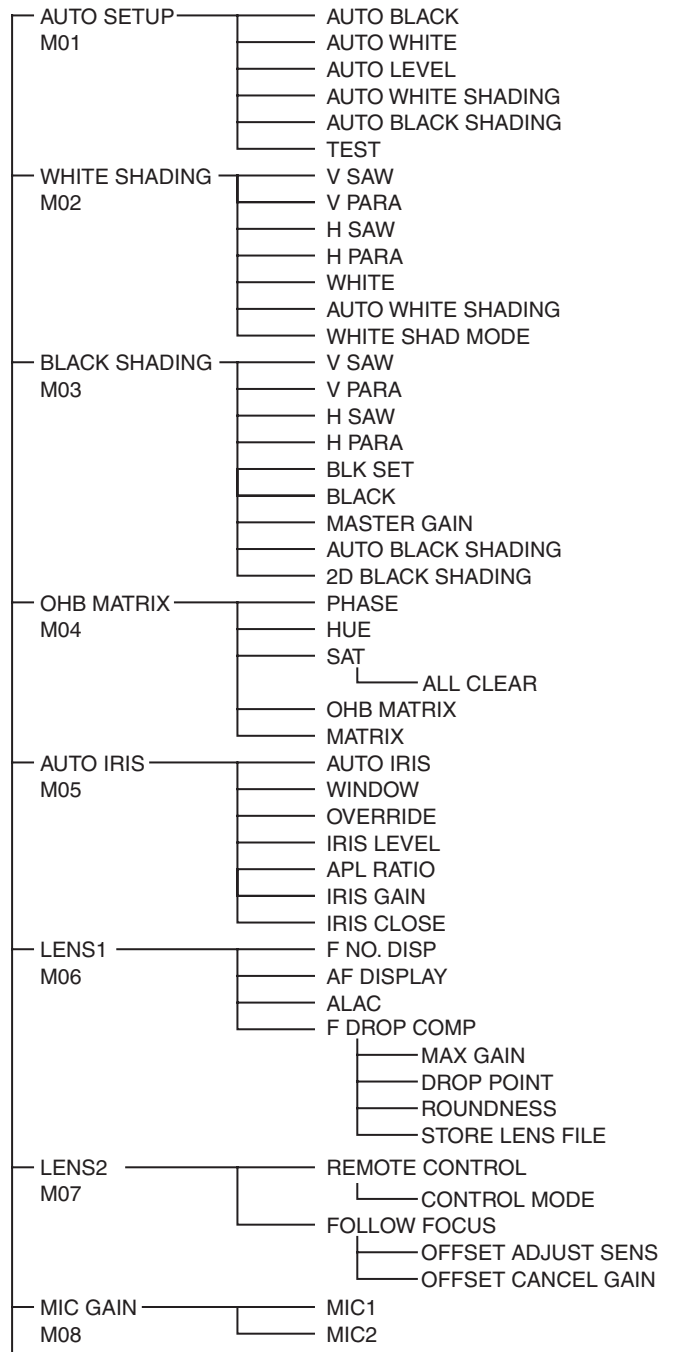 AUTO SETUP AUTO BLACK
M01 AUTO WHITE
AUTO LEVEL
AUTO WHITE SHADING
AUTO BLACK SHADING
TEST
WHITE SHADING V SAW
M02 V PARA
H SAW
H PARA
WHITE
AUTO WHITE SHADING
WHITE SHAD MODE
BLACK SHADING V SAW
M03 V PARA
H SAW
H PARA
BLK SET
BLACK
MASTER GAIN
AUTO BLACK SHADING
2D BLACK SHADING
OHB MATRIX PHASE
M04 HUE
SAT
ALL CLEAR
OHB MATRIX
MATRIX
AUTO IRIS AUTO IRIS
M05 WINDOW
OVERRIDE
IRIS LEVEL
APL RATIO
IRIS GAIN
IRIS CLOSE
LENS1 F NO. DISP
M06 AF DISPLAY
ALAC
F DROP COMP
MAX GAIN
DROP POINT
ROUNDNESS
STORE LENS FILE
LENS2 REMOTE CONTROL
M07 CONTROL MODE
FOLLOW FOCUS
OFFSET ADJUST SENS
OFFSET CANCEL GAIN
MIC GAIN MIC1
M08 MIC2